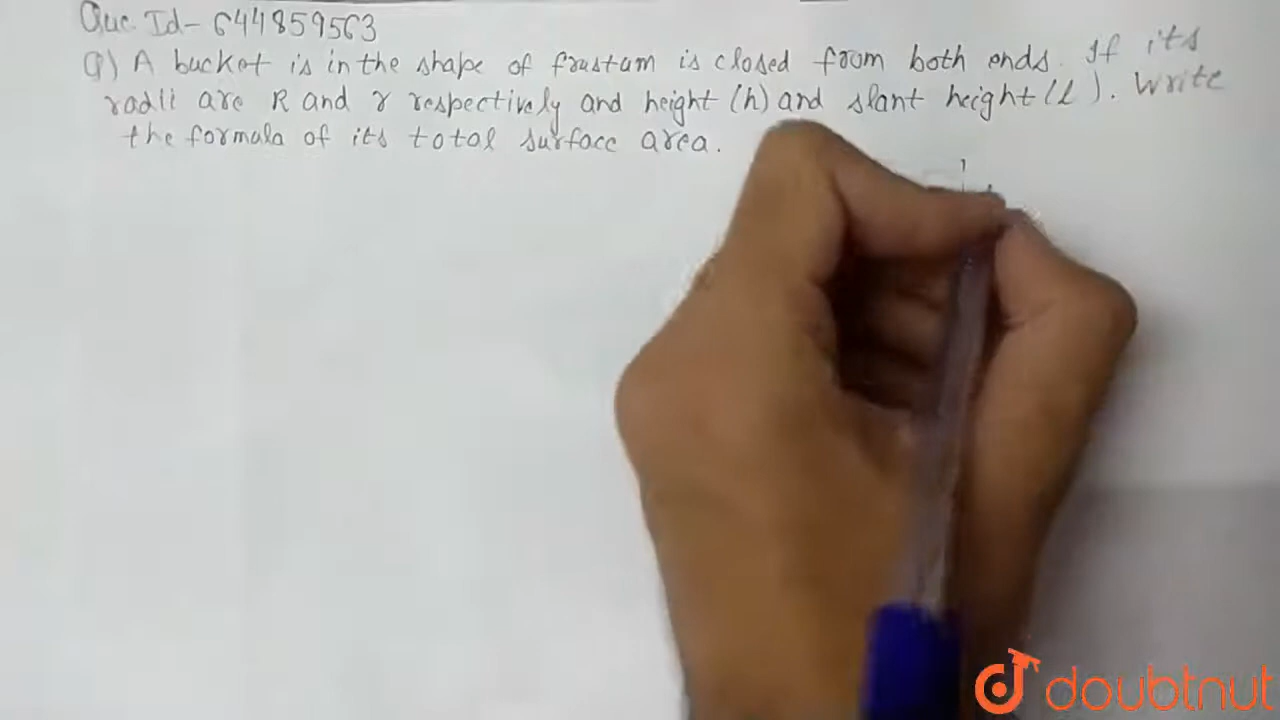 Que. Id- 644859563
Q) A bucket is in the shape of frustum is closed from both ends. If its
radii are R and r respectively and height (h) and slant height (l). Write
the formula of its total surface area.
doubtnut